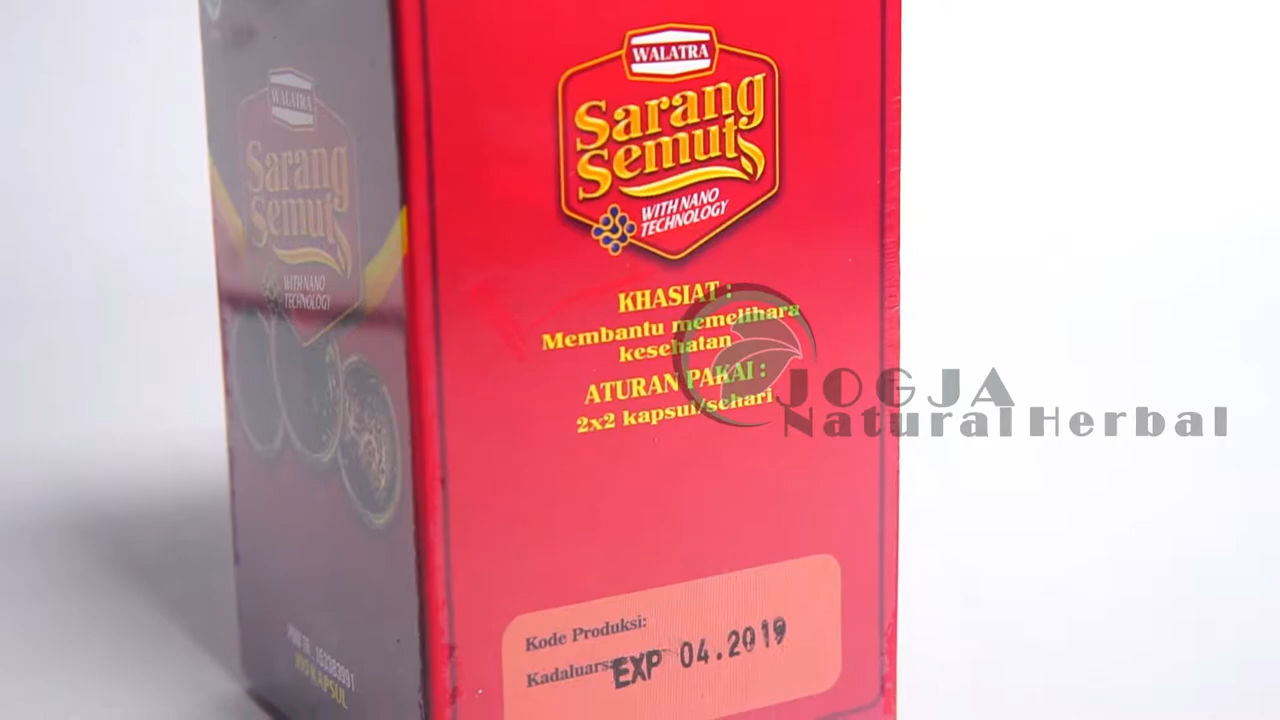 WALATRA
Sarang
Semut
WITH NANO
TECHNOLOGY
100 KAPSUL
WALATRA
Sarang
Semut
WITH NANO
TECHNOLOGY
KHASIAT :
Membantu memelihara
kesehatan
ATURAN PAKAI :
2x2 kapsul/sehari
Kode Produksi:
Kadaluarsa
EXP 04.2019
JOGJA
Natural Herbal